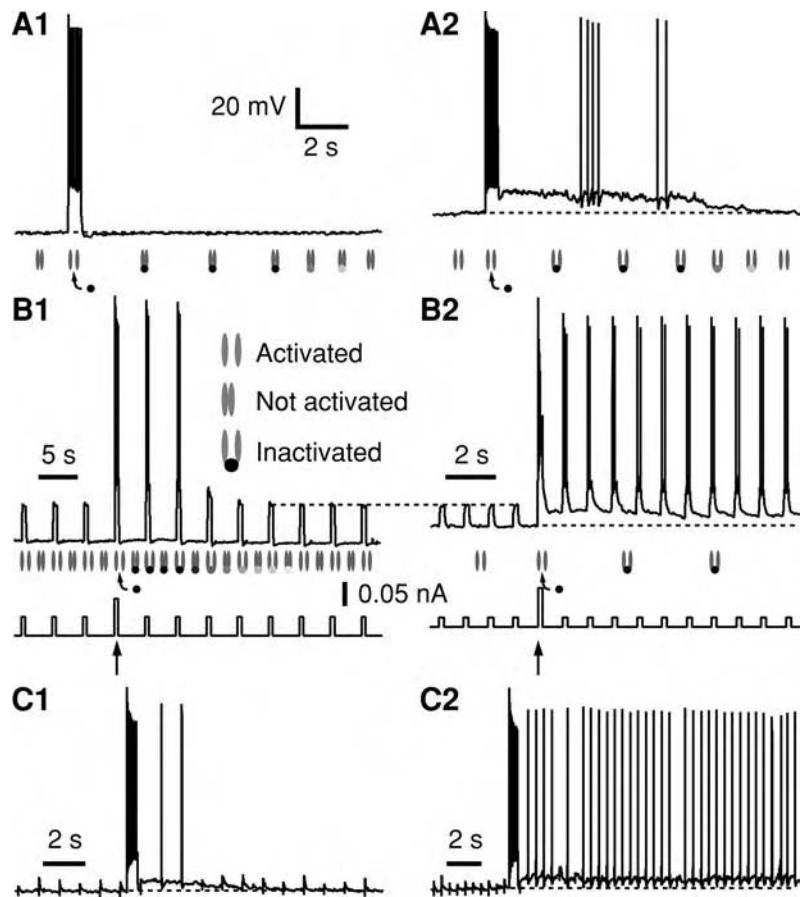 A1
A2
20 mV
2 s
B1
B2
Activated
Not activated
Inactivated
5 s
2 s
0.05 nA
C1
C2
2 s
2 s